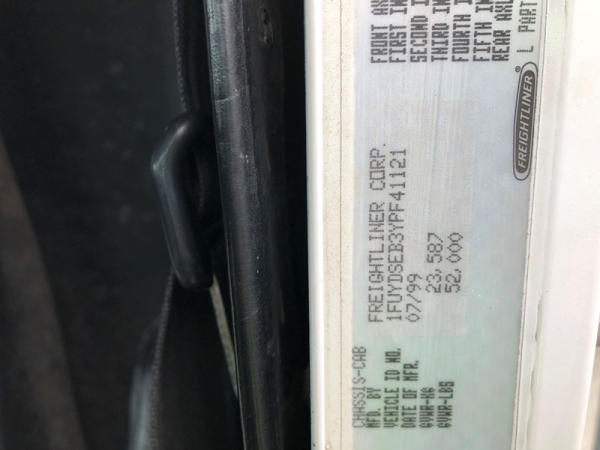 CHASSIS-CAB
MFD. BY FREIGHTLINER CORP.
VEHICLE ID NO. 1FUYDSEB3YPF41121
DATE OF MFR. 07/99
GVWR-KG 23,587
GVWR-LBS 52,000
FREIGHTLINER
FRONT AX
FIRST IN
SECOND I
THIRD IN
FOURTH I
FIFTH IN
REAR AXL
L PART